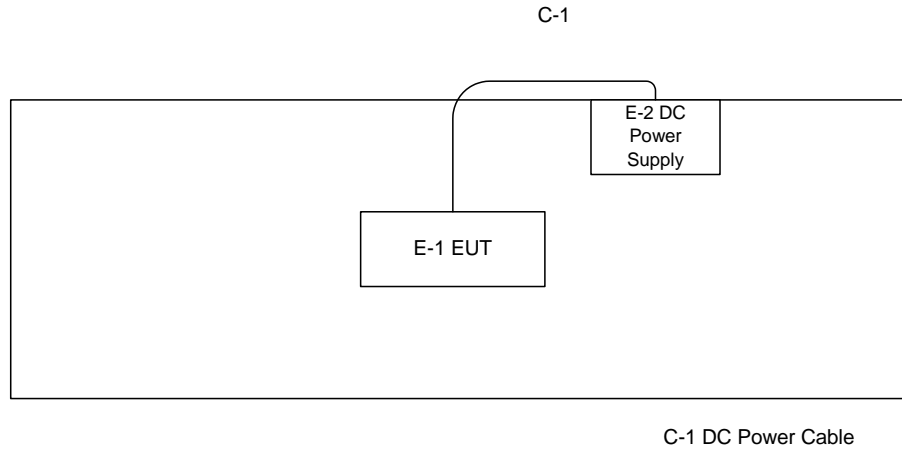 C-1
E-2 DC
Power
Supply
E-1 EUT
C-1 DC Power Cable